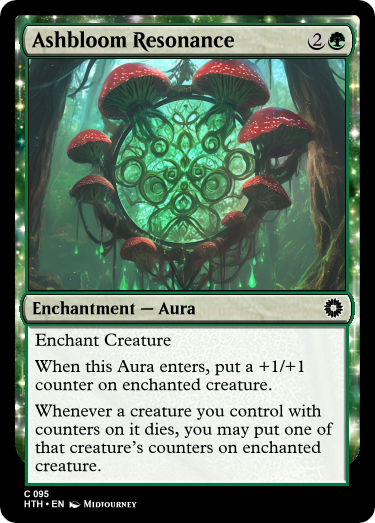 Ashbloom Resonance 2
Enchantment — Aura
Enchant Creature
When this Aura enters, put a +1/+1
counter on enchanted creature.
Whenever a creature you control with
counters on it dies, you may put one of
that creature's counters on enchanted
creature.
C 095
HTH • EN Midjourney